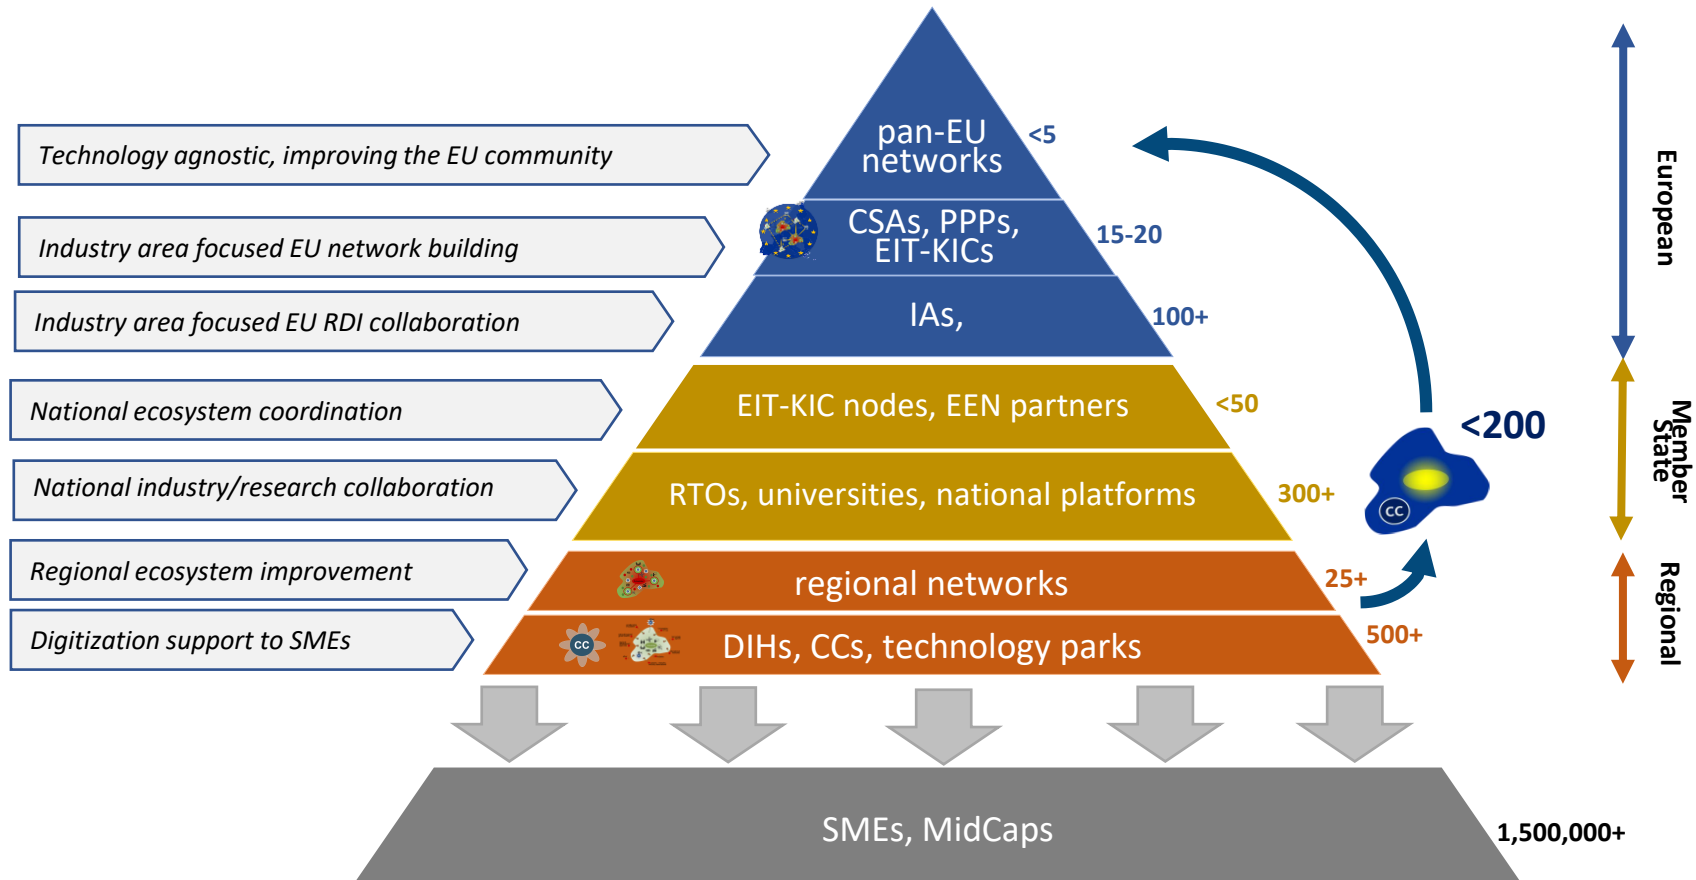 Technology agnostic, improving the EU community
pan-EU
networks
<5
Industry area focused EU network building
CSAs, PPPs,
EIT-KICs
15-20
Industry area focused EU RDI collaboration
IAs,
100+
European
National ecosystem coordination
EIT-KIC nodes, EEN partners
<50
<200
National industry/research collaboration
RTOs, universities, national platforms
300+
CC
Member
State
Regional ecosystem improvement
regional networks
25+
Digitization support to SMEs
CC
DIHs, CCs, technology parks
500+
Regional
SMEs, MidCaps
1,500,000+